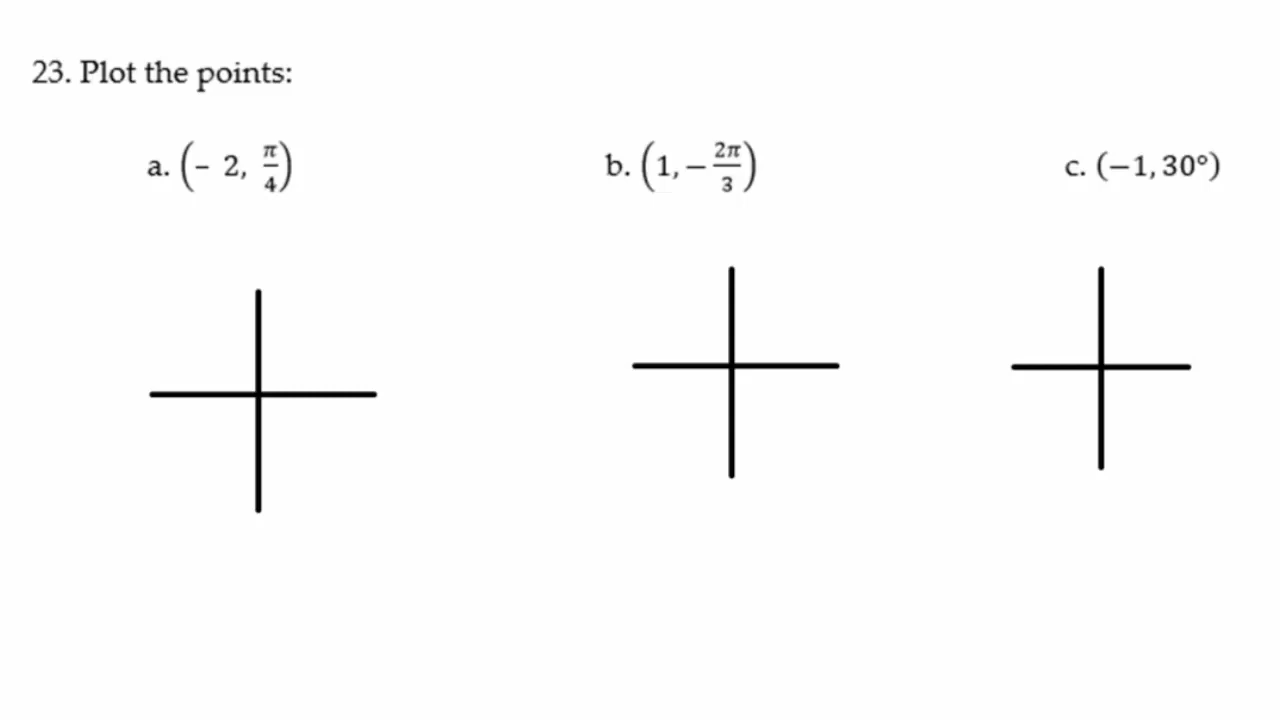 23. Plot the points:
a. (− 2, π/4) b. (1, − 2π/3) c. (−1, 30°)